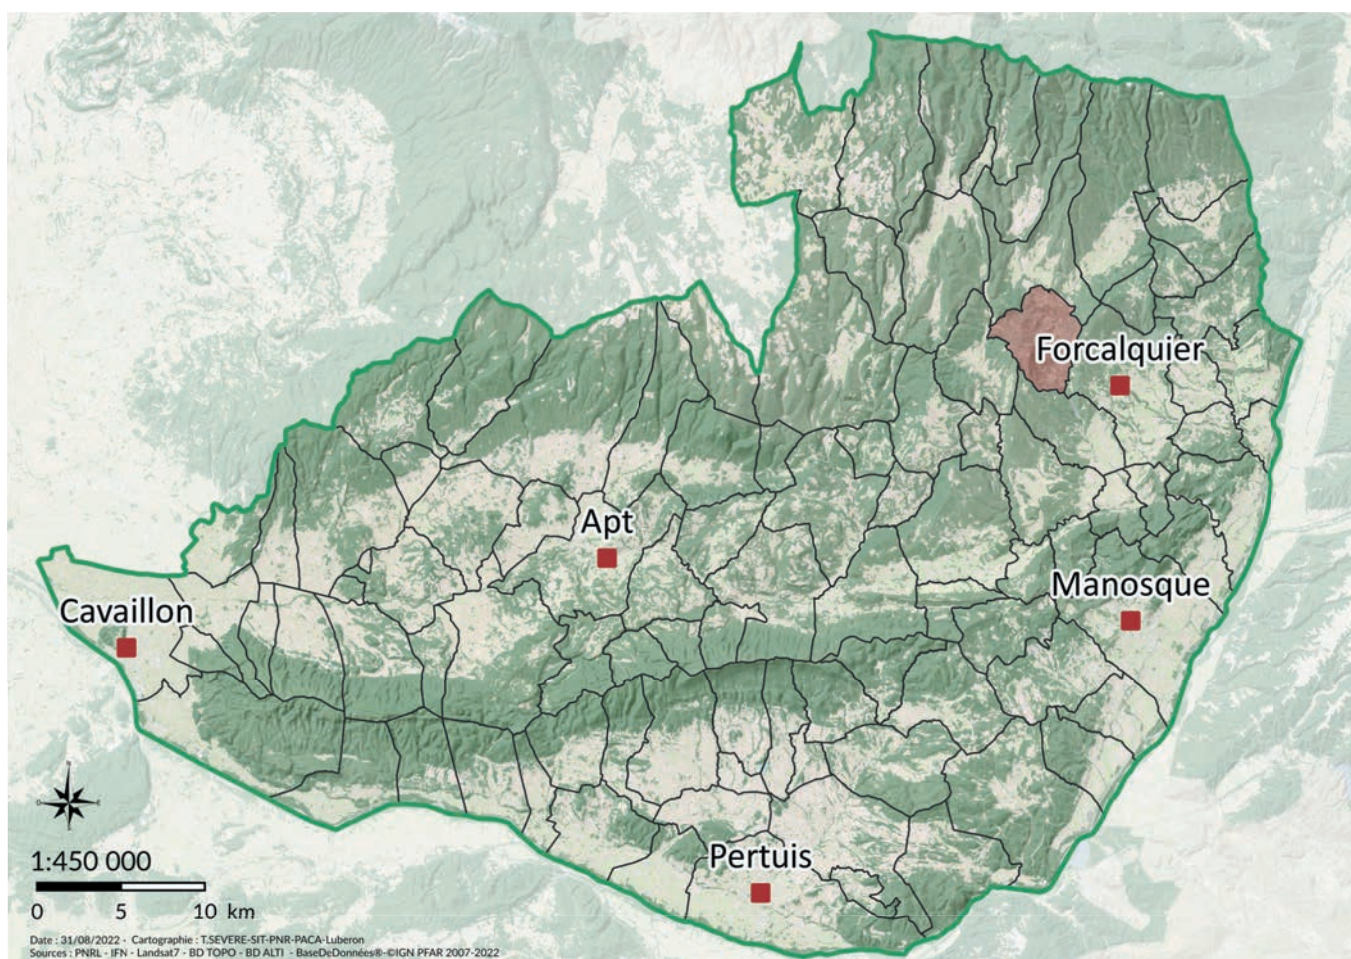 Forcalquier
Apt
Manosque
Cavaillon
Pertuis
1:450 000
0 5 10 km
Date : 31/08/2022 - Cartographie : T.SEVERE-SIT-PNR-PACA-Luberon
Sources : PNRL - IFN - Landsat7 - BD TOPO - BD ALTI - BaseDeDonnées®-©IGN PFAR 2007-2022